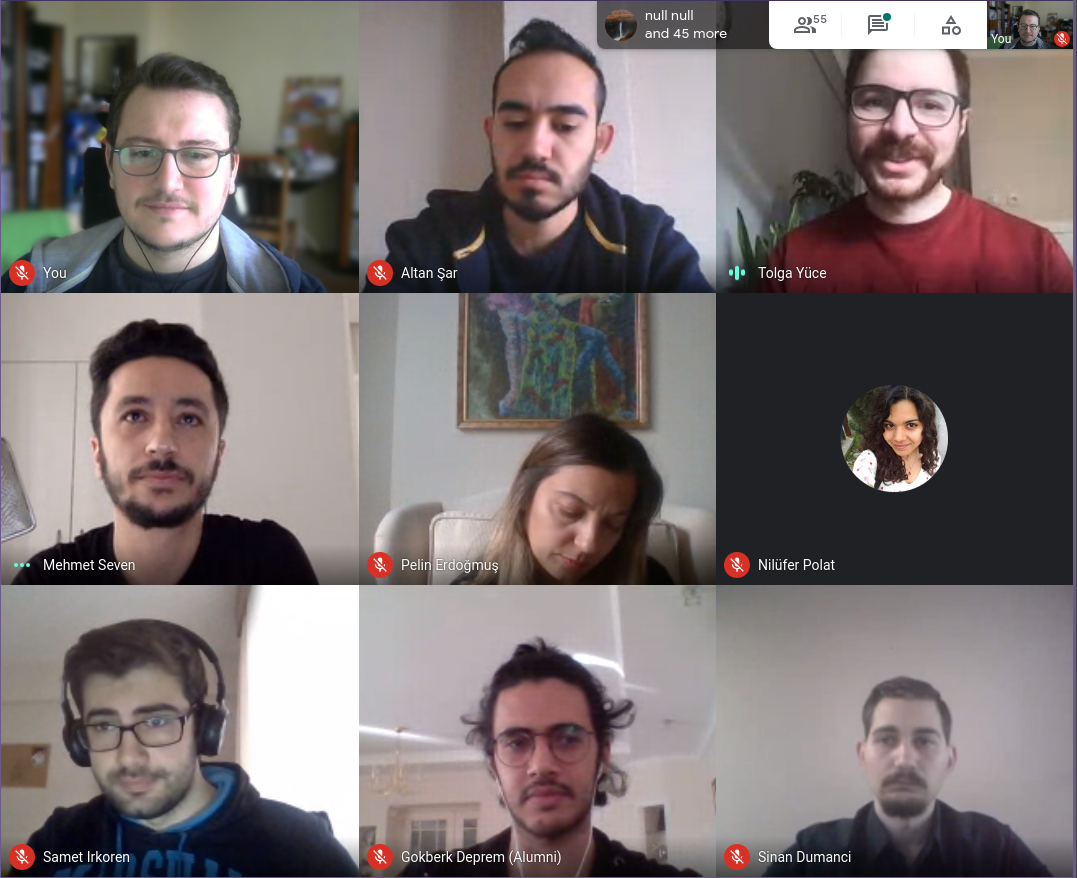 null null
and 45 more
55
You
You
Altan Şar
Tolga Yüce
Mehmet Seven
Pelin Erdoğmuş
Nilüfer Polat
Samet Irkoren
Gokberk Deprem (Alumni)
Sinan Dumanci